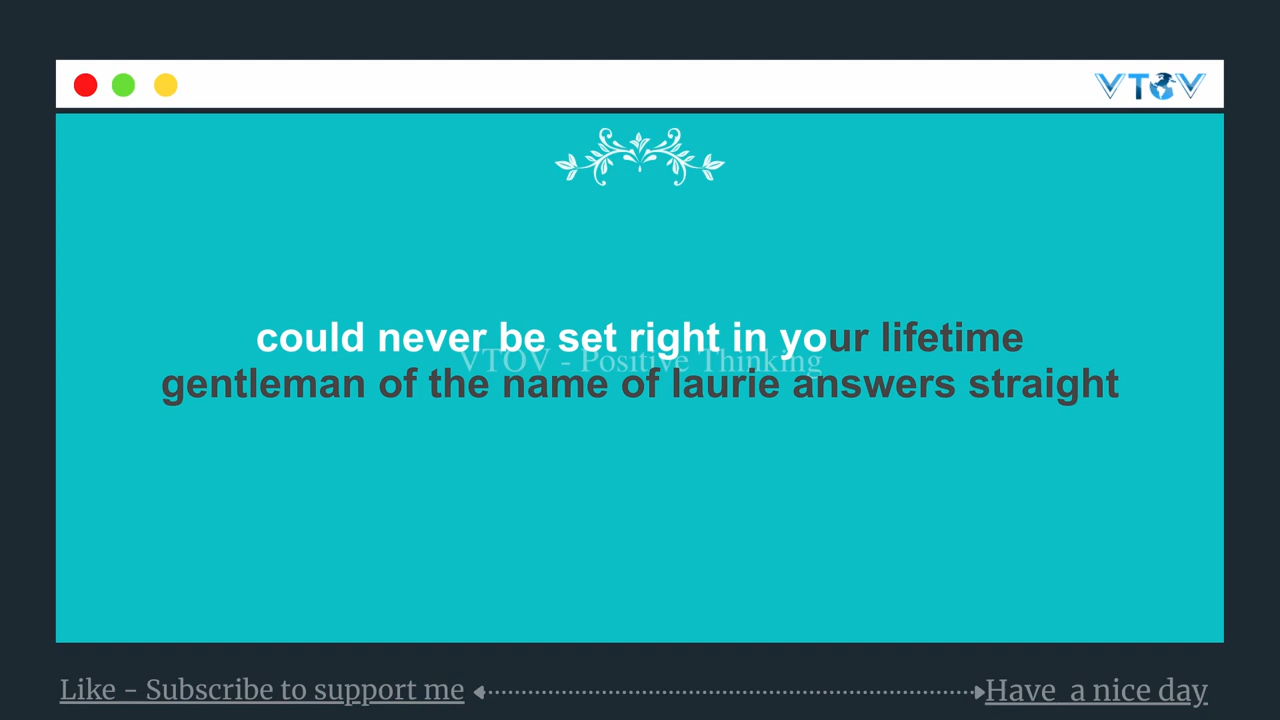 VTOV
could never be set right in your lifetime
VTOV - Positive Thinking
gentleman of the name of laurie answers straight
Like - Subscribe to support me
Have a nice day